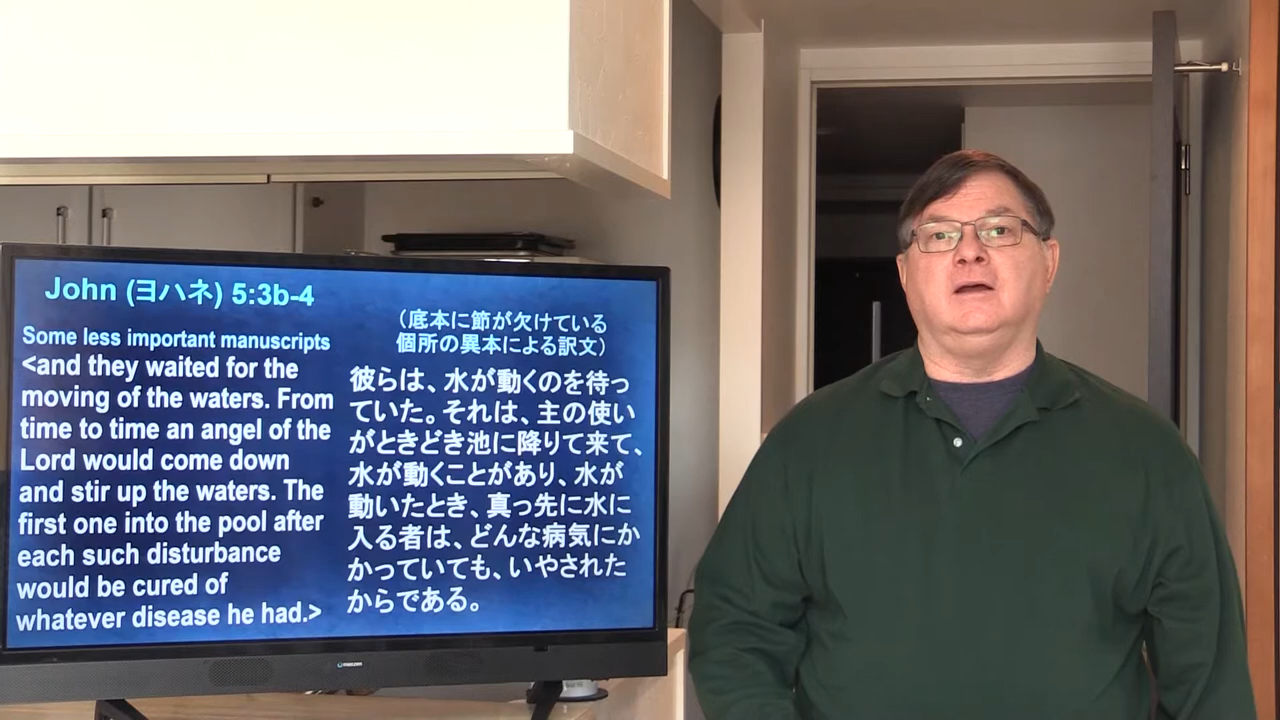 John (ヨハネ) 5:3b-4
Some less important manuscripts
<and they waited for the
moving of the waters. From
time to time an angel of the
Lord would come down
and stir up the waters. The
first one into the pool after
each such disturbance
would be cured of
whatever disease he had.>
（底本に節が欠けている
個所の異本による訳文）
彼らは、水が動くのを待っ
ていた。それは、主の使い
がときどき池に降りて来て、
水が動くことがあり、水が
動いたとき、真っ先に水に
入る者は、どんな病気にか
かっていても、いやされた
からである。